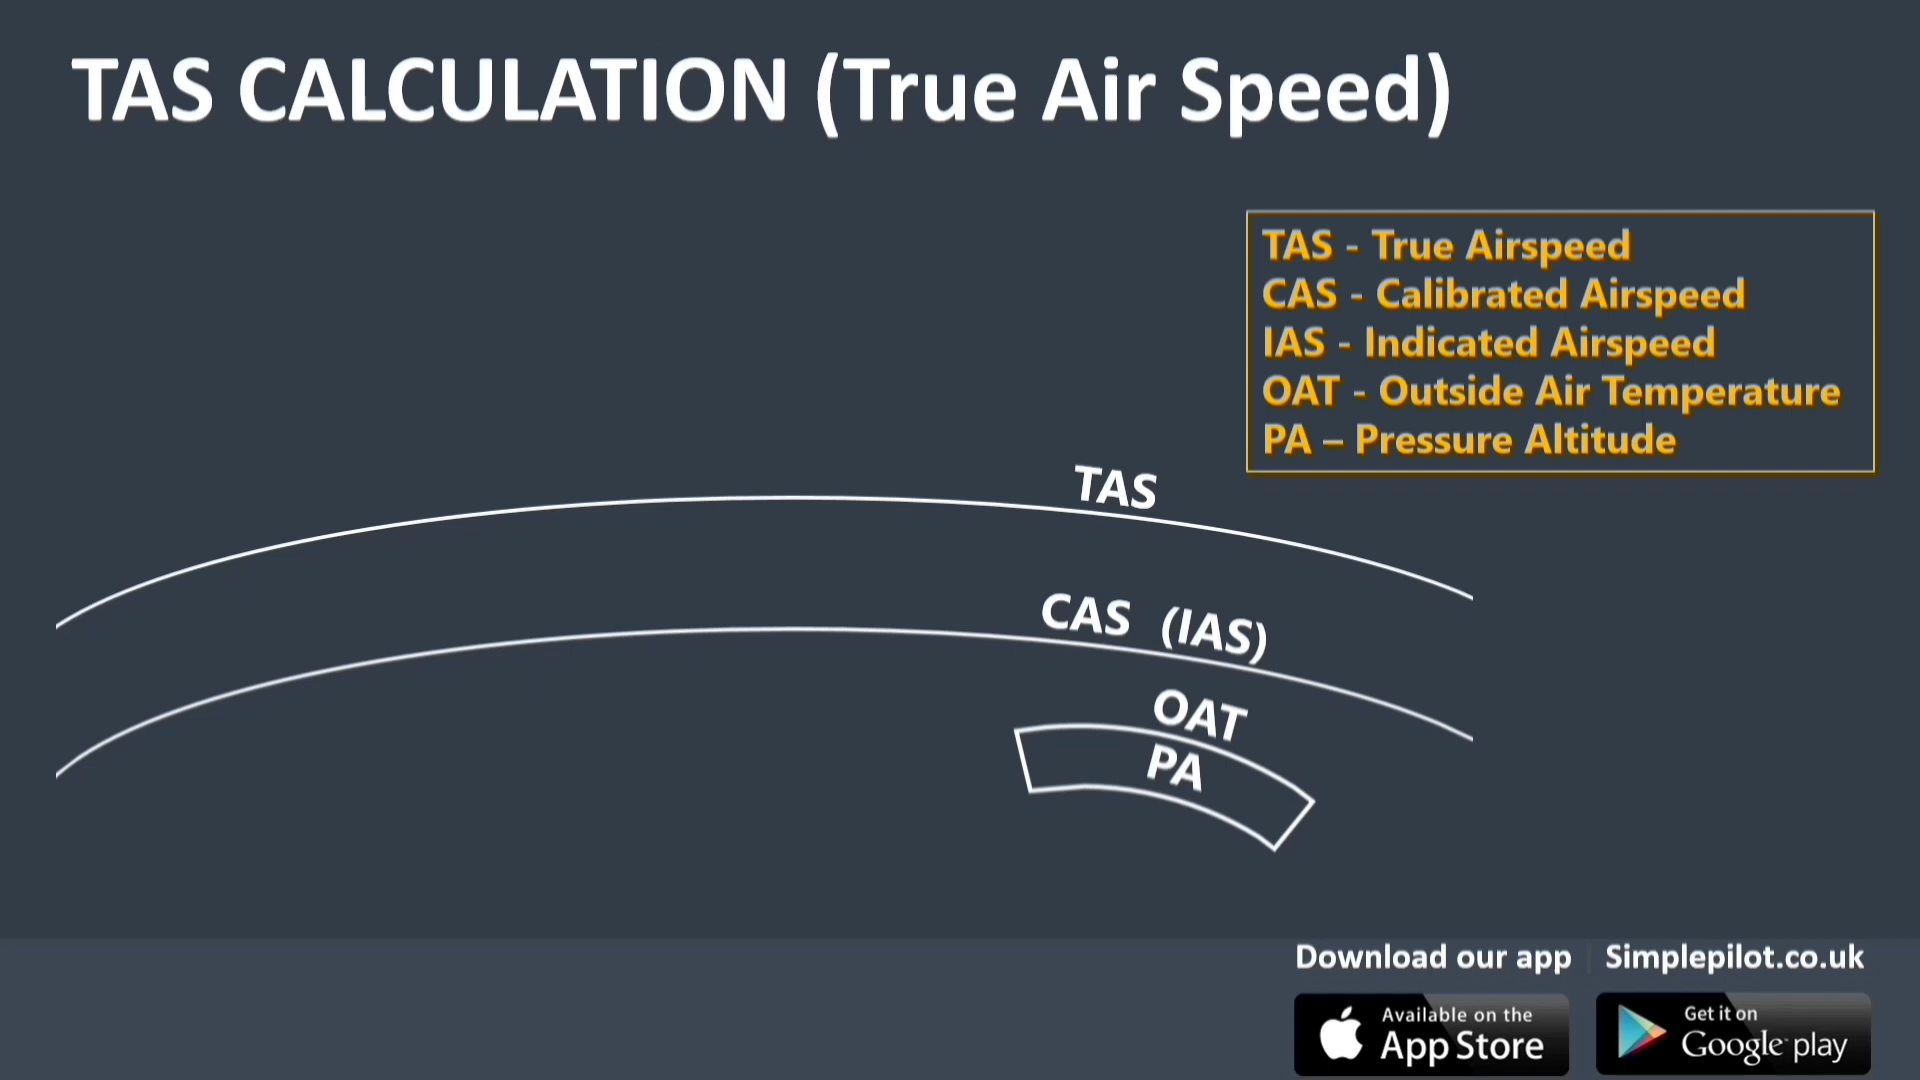 TAS CALCULATION (True Air Speed)
TAS - True Airspeed
CAS - Calibrated Airspeed
IAS - Indicated Airspeed
OAT - Outside Air Temperature
PA – Pressure Altitude
TAS
CAS (IAS)
OAT
PA
Download our app
Simplepilot.co.uk
Available on the
App Store
Get it on
Google play